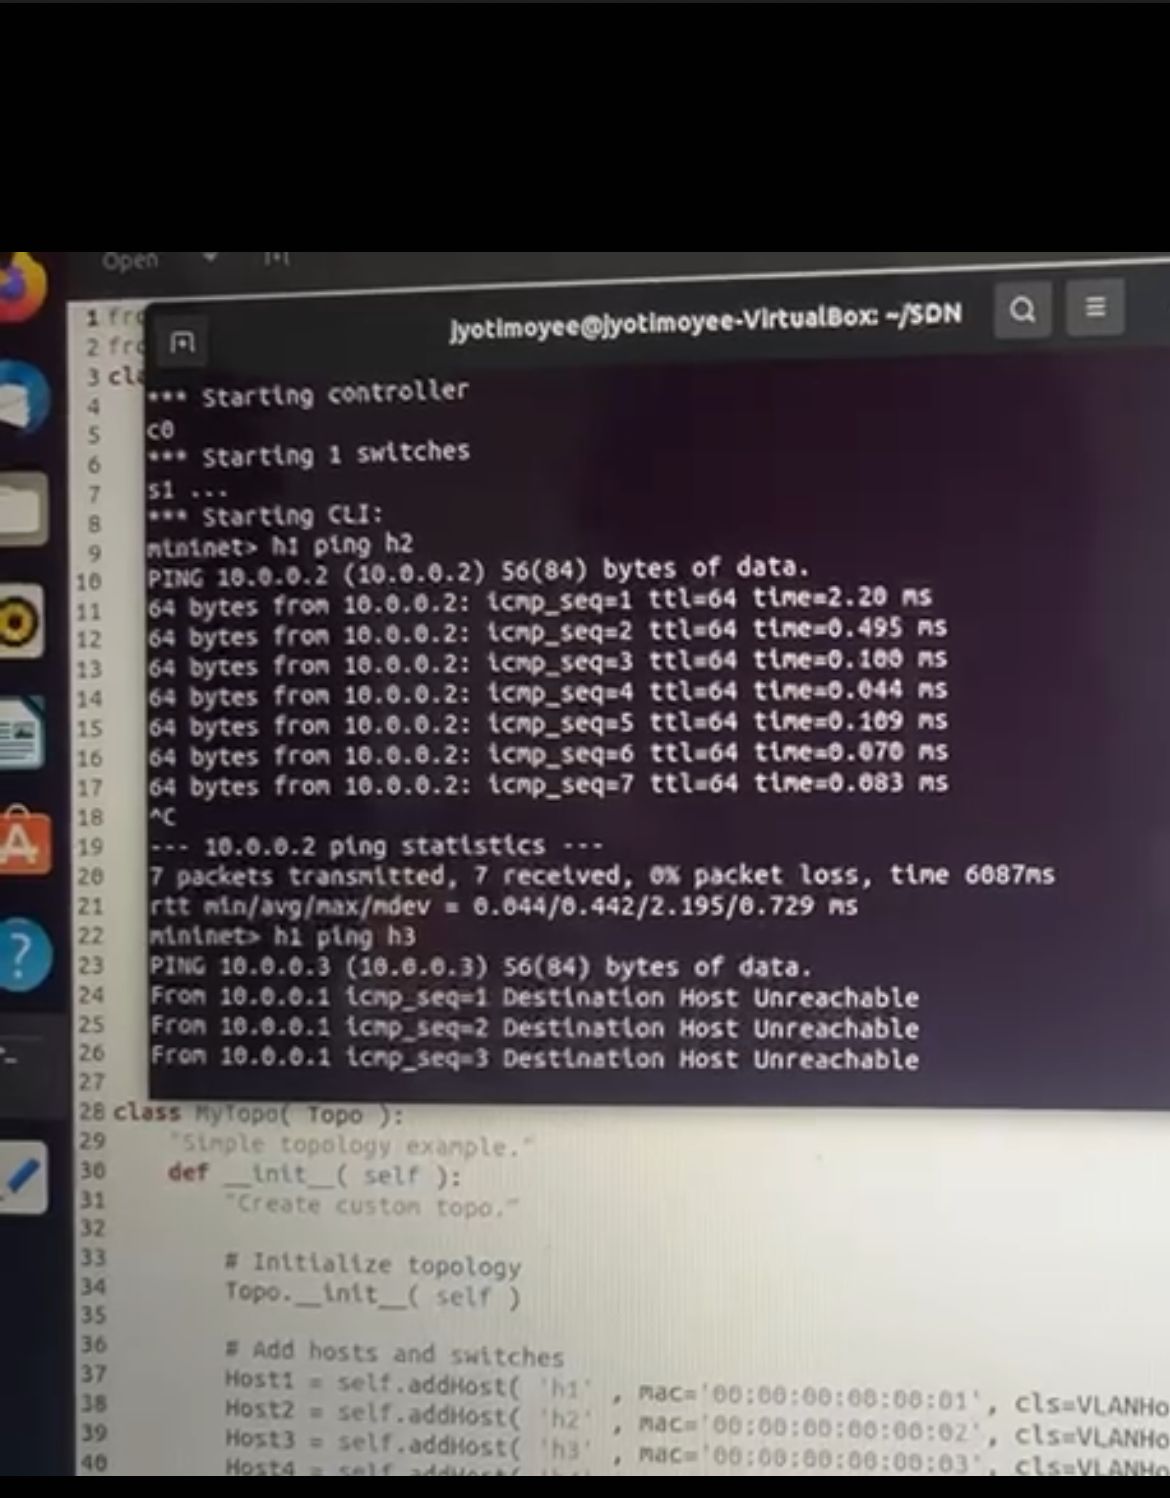 Open
jyotimoyee@jyotimoyee-VirtualBox: ~/SDN
1 fro
2 fro
3 cla
4
5
6
7
8
9
10
11
12
13
14
15
16
17
18
19
20
21
22
23
24
25
26
27
*** Starting controller
c0
*** Starting 1 switches
s1 ...
*** Starting CLI:
mininet> h1 ping h2
PING 10.0.0.2 (10.0.0.2) 56(84) bytes of data.
64 bytes from 10.0.0.2: icmp_seq=1 ttl=64 time=2.20 ms
64 bytes from 10.0.0.2: icmp_seq=2 ttl=64 time=0.495 ms
64 bytes from 10.0.0.2: icmp_seq=3 ttl=64 time=0.100 ms
64 bytes from 10.0.0.2: icmp_seq=4 ttl=64 time=0.044 ms
64 bytes from 10.0.0.2: icmp_seq=5 ttl=64 time=0.109 ms
64 bytes from 10.0.0.2: icmp_seq=6 ttl=64 time=0.070 ms
64 bytes from 10.0.0.2: icmp_seq=7 ttl=64 time=0.083 ms
^C
--- 10.0.0.2 ping statistics ---
7 packets transmitted, 7 received, 0% packet loss, time 6087ms
rtt min/avg/max/mdev = 0.044/0.442/2.195/0.729 ms
mininet> h1 ping h3
PING 10.0.0.3 (10.0.0.3) 56(84) bytes of data.
From 10.0.0.1 icmp_seq=1 Destination Host Unreachable
From 10.0.0.1 icmp_seq=2 Destination Host Unreachable
From 10.0.0.1 icmp_seq=3 Destination Host Unreachable
28 class MyTopo( Topo ):
29 "Simple topology example."
30 def __init__( self ):
31 "Create custom topo."
32
33 # Initialize topology
34 Topo.__init__( self )
35
36 # Add hosts and switches
37 Host1 = self.addHost( 'h1' , mac='00:00:00:00:00:01', cls=VLANHo
38 Host2 = self.addHost( 'h2' , mac='00:00:00:00:00:02', cls=VLANHo
39 Host3 = self.addHost( 'h3' , mac='00:00:00:00:00:03', cls=VLANHo
40 Host4 = self.addHost(